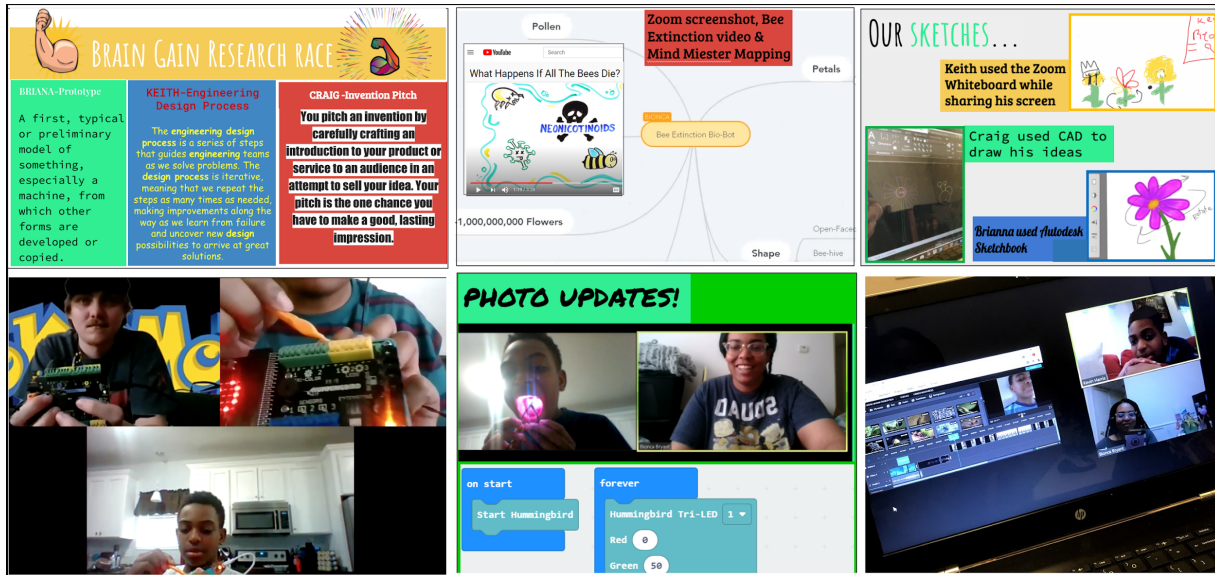 BRAIN GAIN RESEARCH RACE
BRIANA-Prototype
A first, typical
or preliminary
model of
something,
especially a
machine, from
which other
forms are
developed or
copied.
KEITH-Engineering
Design Process
The engineering design
process is a series of steps
that guides engineering teams
as we solve problems. The
design process is iterative,
meaning that we repeat the
steps as many times as needed,
making improvements along the
way as we learn from failure
and uncover new design
possibilities to arrive at great
solutions.
CRAIG -Invention Pitch
You pitch an invention by
carefully crafting an
introduction to your product or
service to an audience in an
attempt to sell your idea. Your
pitch is the one chance you
have to make a good, lasting
impression.
Pollen
Zoom screenshot, Bee
Extinction video &
Mind Miester Mapping
YouTube
Search
What Happens If All The Bees Die?
NEONICOTINOIDS
Petals
BIONCA
Bee Extinction Bio-Bot
-1,000,000,000 Flowers
Shape
Open-Faced
Bee-hive
OUR SKETCHES...
Keith used the Zoom
Whiteboard while
sharing his screen
Craig used CAD to
draw his ideas
Brianna used Autodesk
Sketchbook
rotate
PHOTO UPDATES!
SQUAD
Bionca Bryant
on start
Start Hummingbird
forever
Hummingbird Tri-LED 1
Red 0
Green 50
Kevin Harris
Bionca Bryant
hp